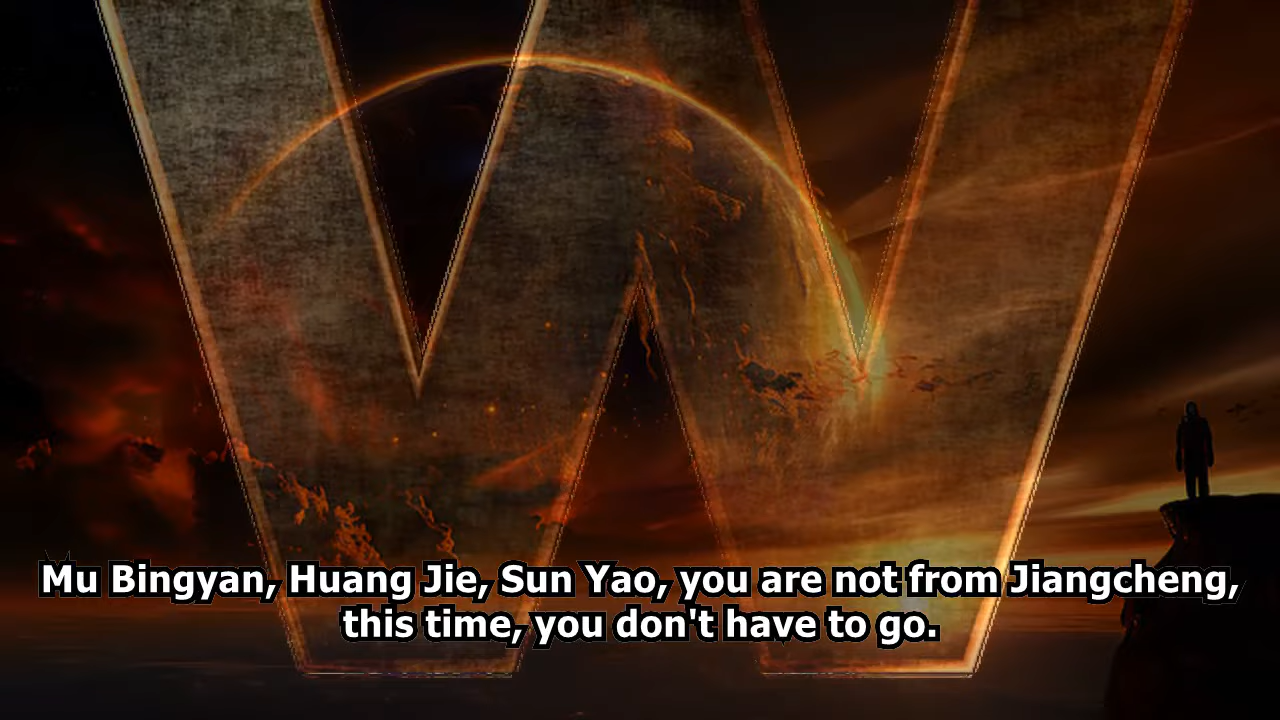 W
Mu Bingyan, Huang Jie, Sun Yao, you are not from Jiangcheng,
this time, you don't have to go.